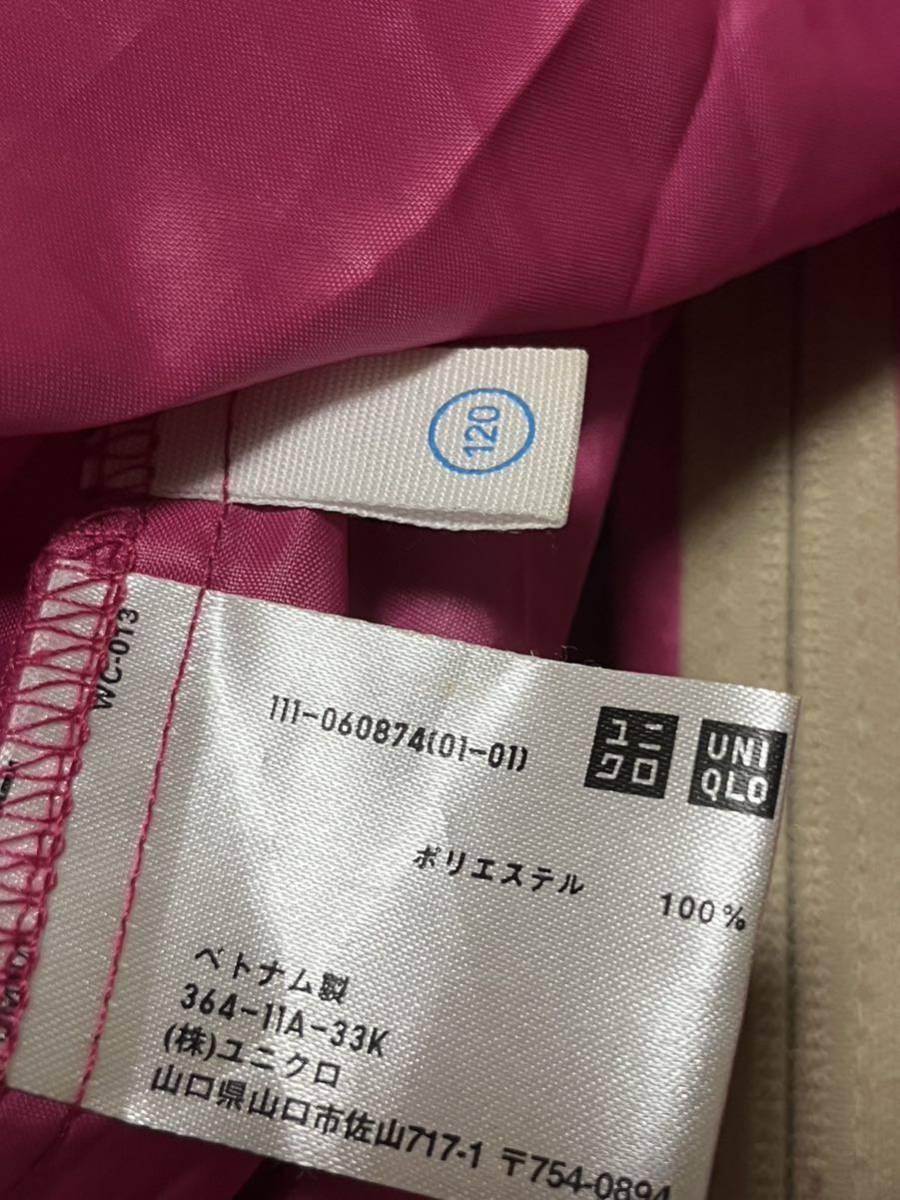 120
WC-013
111-060874(01-01)
ユニクロ
UNIQLO
ポリエステル 100%
ベトナム製
364-11A-33K
(株)ユニクロ
山口県山口市佐山717-1 〒754-0894